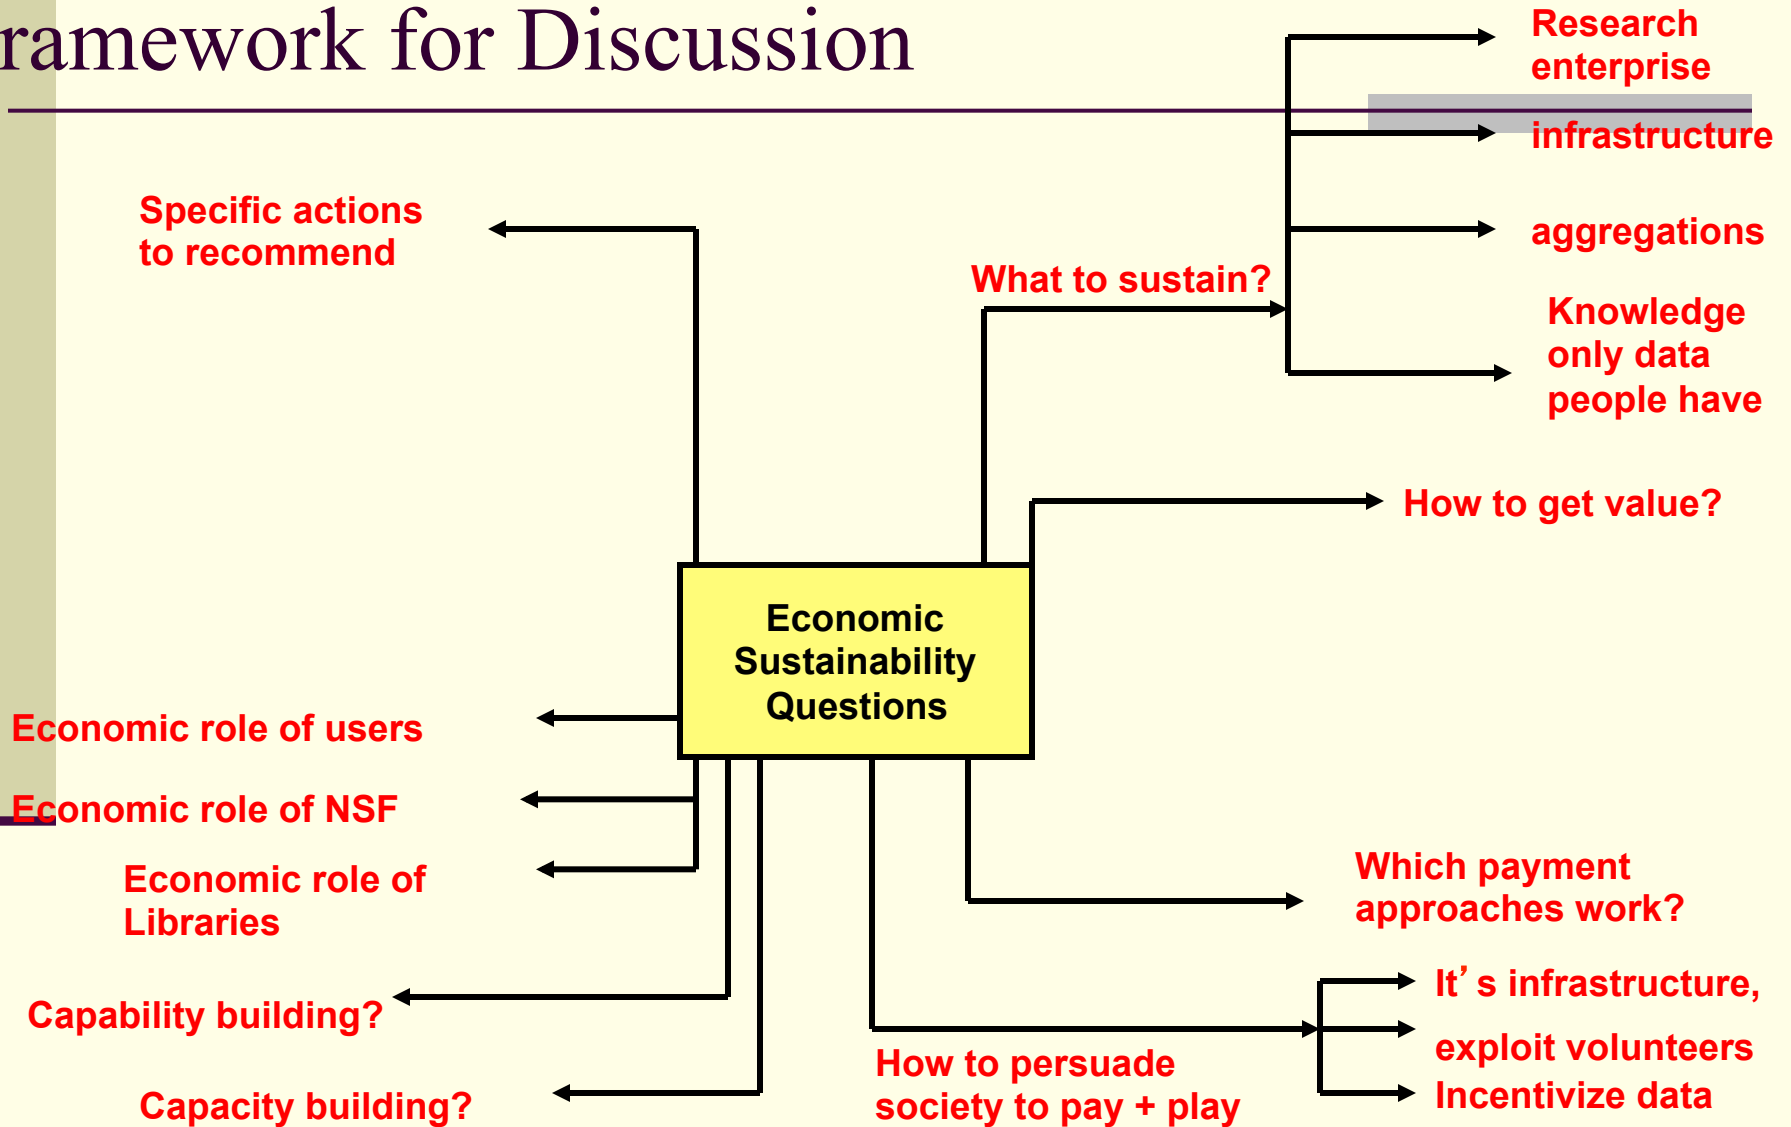 ramework for Discussion
Research
enterprise
infrastructure
aggregations
Knowledge
only data
people have
Specific actions
to recommend
What to sustain?
How to get value?
Economic
Sustainability
Questions
Economic role of users
Economic role of NSF
Economic role of
Libraries
Capability building?
Capacity building?
Which payment
approaches work?
How to persuade
society to pay + play
It’s infrastructure,
exploit volunteers
Incentivize data